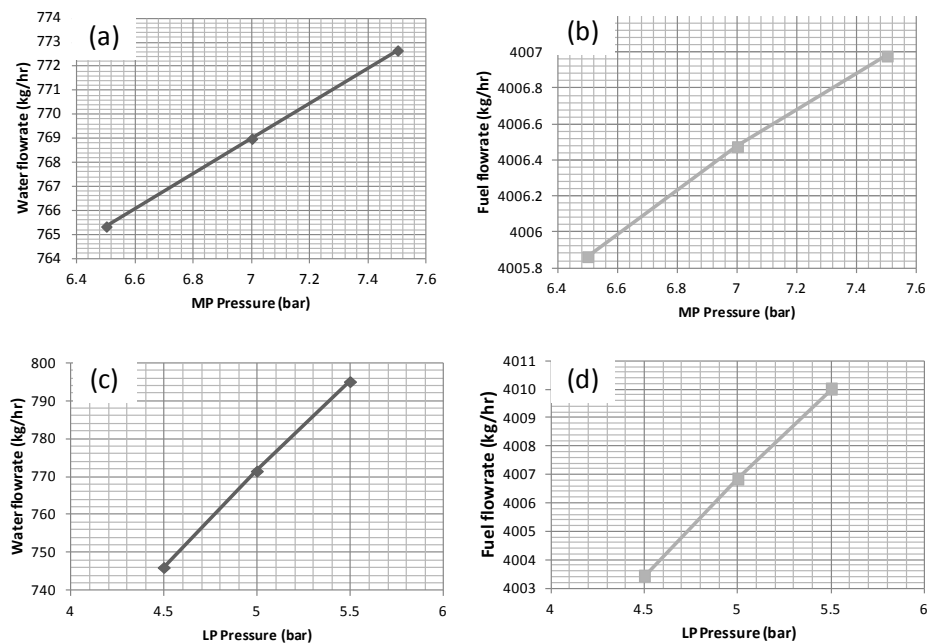 (a)
Water flowrate (kg/hr)
774
773
772
771
770
769
768
767
766
765
764
6.4 6.6 6.8 7 7.2 7.4 7.6
MP Pressure (bar)
(b)
Fuel flowrate (kg/hr)
4007
4006.8
4006.6
4006.4
4006.2
4006
4005.8
6.4 6.6 6.8 7 7.2 7.4 7.6
MP Pressure (bar)
(c)
Water flowrate (kg/hr)
800
790
780
770
760
750
740
4 4.5 5 5.5 6
LP Pressure (bar)
(d)
Fuel flowrate (kg/hr)
4011
4010
4009
4008
4007
4006
4005
4004
4003
4 4.5 5 5.5 6
LP Pressure (bar)